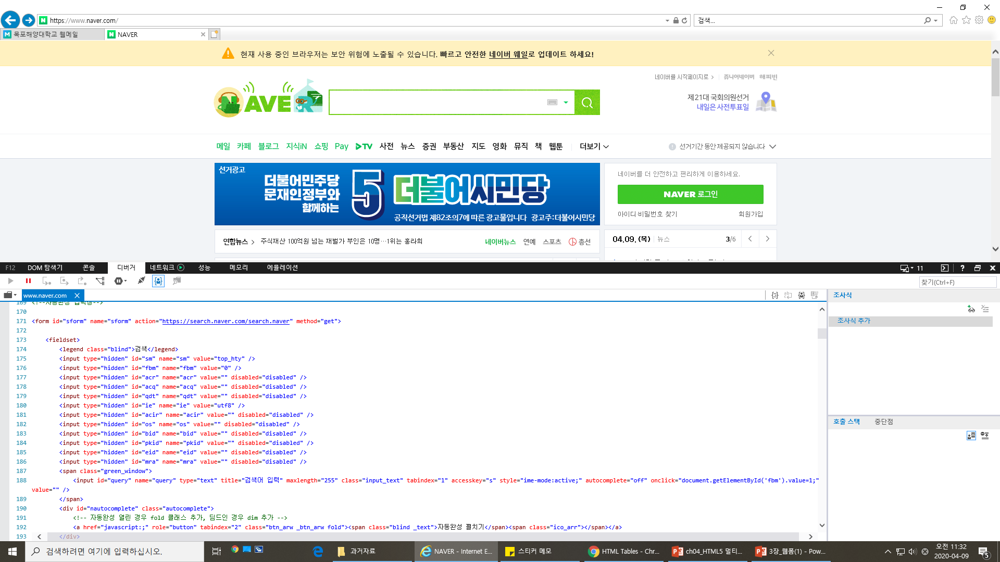 https://www.naver.com/
검색...
목포해양대학교 웹메일
NAVER
현재 사용 중인 브라우저는 보안 위험에 노출될 수 있습니다. 빠르고 안전한 네이버 웨일로 업데이트 하세요!
네이버를 시작페이지로 >
쥬니어네이버 해피빈
NAVER
제21대 국회의원선거
내일은 사전투표일
메일 카페 블로그 지식iN 쇼핑 Pay TV 사전 뉴스 증권 부동산 지도 영화 뮤직 책 웹툰 더보기
선거기간 동안 제공되지 않습니다
선거광고
더불어민주당
문재인정부와
함께하는
5 더불어시민당
공직선거법 제82조의7에 따른 광고물입니다 광고주:더불어시민당
네이버를 더 안전하고 편리하게 이용하세요.
NAVER 로그인
아이디·비밀번호 찾기 회원가입
연합뉴스 > 주식재산 100억원 넘는 재벌가 부인은 10명…1위는 홍라희
네이버뉴스 연예 스포츠 총선
04.09. (목) 뉴스 3/6
F12 DOM 탐색기 콘솔 디버거 네트워크 성능 메모리 에뮬레이션 11 ?
찾기(Ctrl+F)
www.naver.com
169 <!--자동완성 입력창-->
170
171 <form id="sform" name="sform" action="https://search.naver.com/search.naver" method="get">
172
173 <fieldset>
174 <legend class="blind">검색</legend>
175 <input type="hidden" id="sm" name="sm" value="top_hty" />
176 <input type="hidden" id="fbm" name="fbm" value="0" />
177 <input type="hidden" id="acr" name="acr" value="" disabled="disabled" />
178 <input type="hidden" id="acq" name="acq" value="" disabled="disabled" />
179 <input type="hidden" id="qdt" name="qdt" value="" disabled="disabled" />
180 <input type="hidden" id="ie" name="ie" value="utf8" />
181 <input type="hidden" id="acir" name="acir" value="" disabled="disabled" />
182 <input type="hidden" id="os" name="os" value="" disabled="disabled" />
183 <input type="hidden" id="bid" name="bid" value="" disabled="disabled" />
184 <input type="hidden" id="pkid" name="pkid" value="" disabled="disabled" />
185 <input type="hidden" id="eid" name="eid" value="" disabled="disabled" />
186 <input type="hidden" id="mra" name="mra" value="" disabled="disabled" />
187 <span class="green_window">
188 <input id="query" name="query" type="text" title="검색어 입력" maxlength="255" class="input_text" tabindex="1" accesskey="s" style="ime-mode:active;" autocomplete="off" onclick="document.getElementById('fbm').value=1;"
value="" />
189 </span>
190 <div id="nautocomplete" class="autocomplete">
191 <!-- 자동완성 열린 경우 fold 클래스 추가, 딤드인 경우 dim 추가 -->
192 <a href="javascript:;" role="button" tabindex="2" class="btn_arw _btn_arw fold"><span class="blind _text">자동완성 펼치기</span><span class="ico_arr"></span></a>
193 </div>
조사식
조사식 추가
호출 스택 중단점
검색하려면 여기에 입력하십시오.
과거자료
NAVER - Internet E...
스티커 메모
HTML Tables - Chr...
ch04_HTML5 멀티...
3장_웹폼(1) - Pow...
오전 11:32
2020-04-09
5